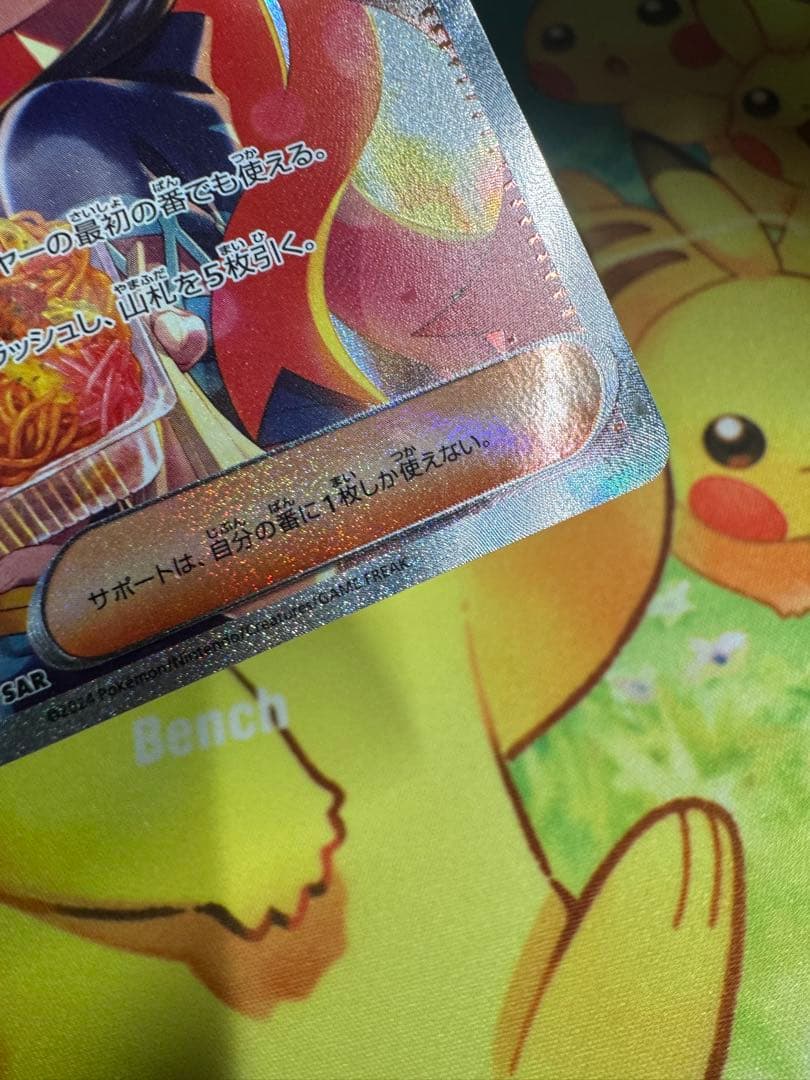 ヤーの最初の番でも使える。
ラッシュし、山札を5枚引く。
サポートは、自分の番に1枚しか使えない。
SAR
©2024 Pokémon/Nintendo/Creatures/GAME FREAK
Bench